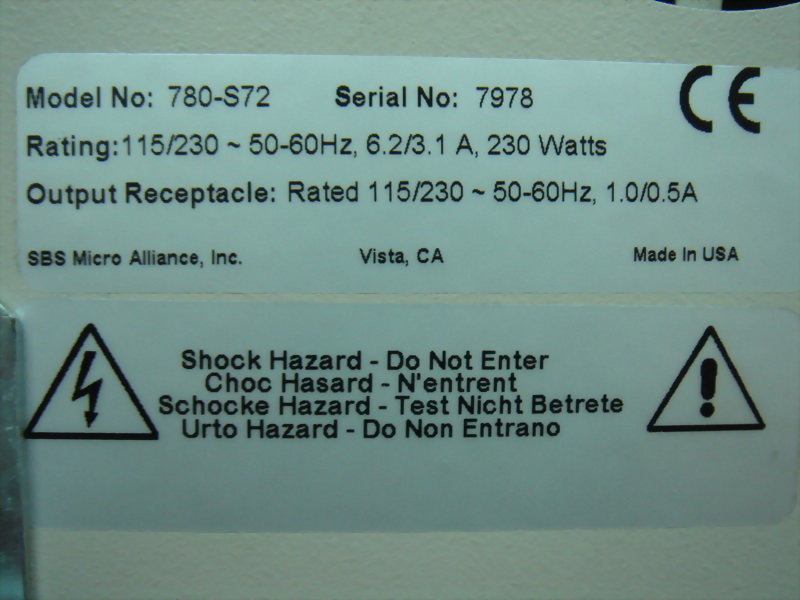 Model No: 780-S72 Serial No: 7978 CE
Rating:115/230 ~ 50-60Hz, 6.2/3.1 A, 230 Watts
Output Receptacle: Rated 115/230 ~ 50-60Hz, 1.0/0.5A
SBS Micro Alliance, Inc. Vista, CA Made In USA
Shock Hazard - Do Not Enter
Choc Hasard - N'entrent
Schocke Hazard - Test Nicht Betrete
Urto Hazard - Do Non Entrano